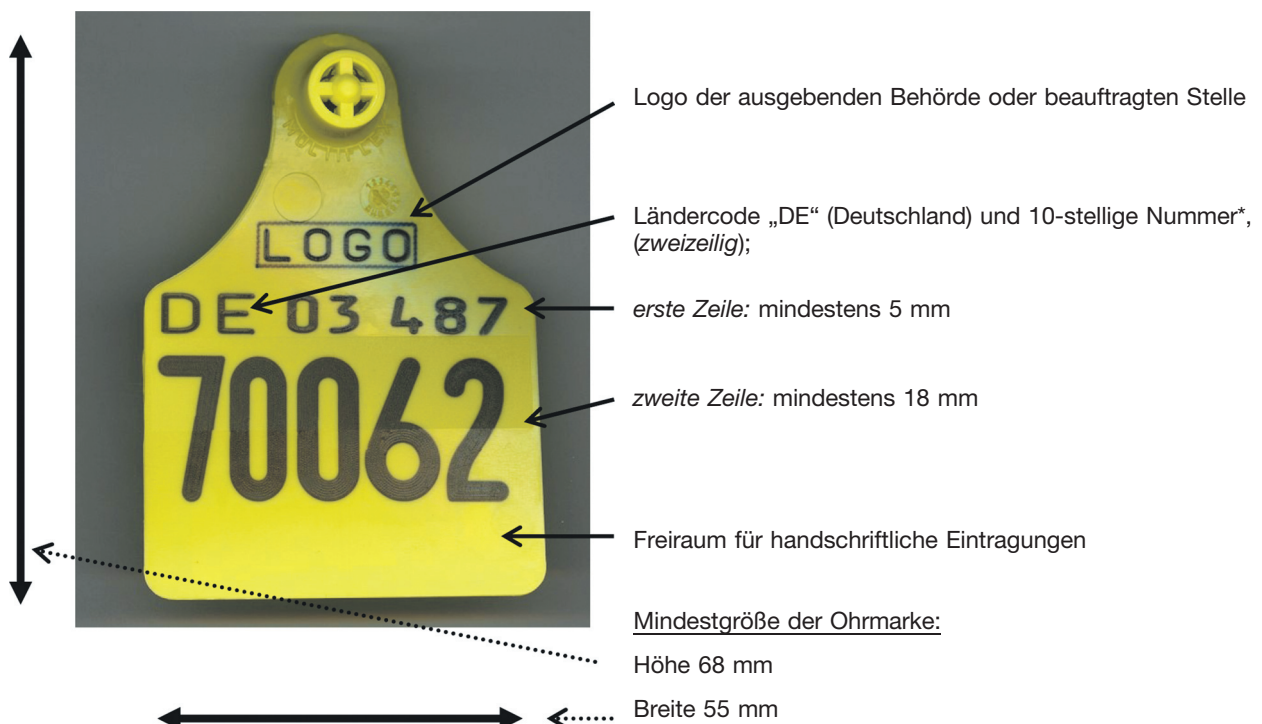 Logo der ausgebenden Behörde oder beauftragten Stelle
LOGO
Ländercode „DE“ (Deutschland) und 10-stellige Nummer*,
(zweizeilig);
DE 03 487
erste Zeile: mindestens 5 mm
70062
zweite Zeile: mindestens 18 mm
Freiraum für handschriftliche Eintragungen
Mindestgröße der Ohrmarke:
Höhe 68 mm
Breite 55 mm